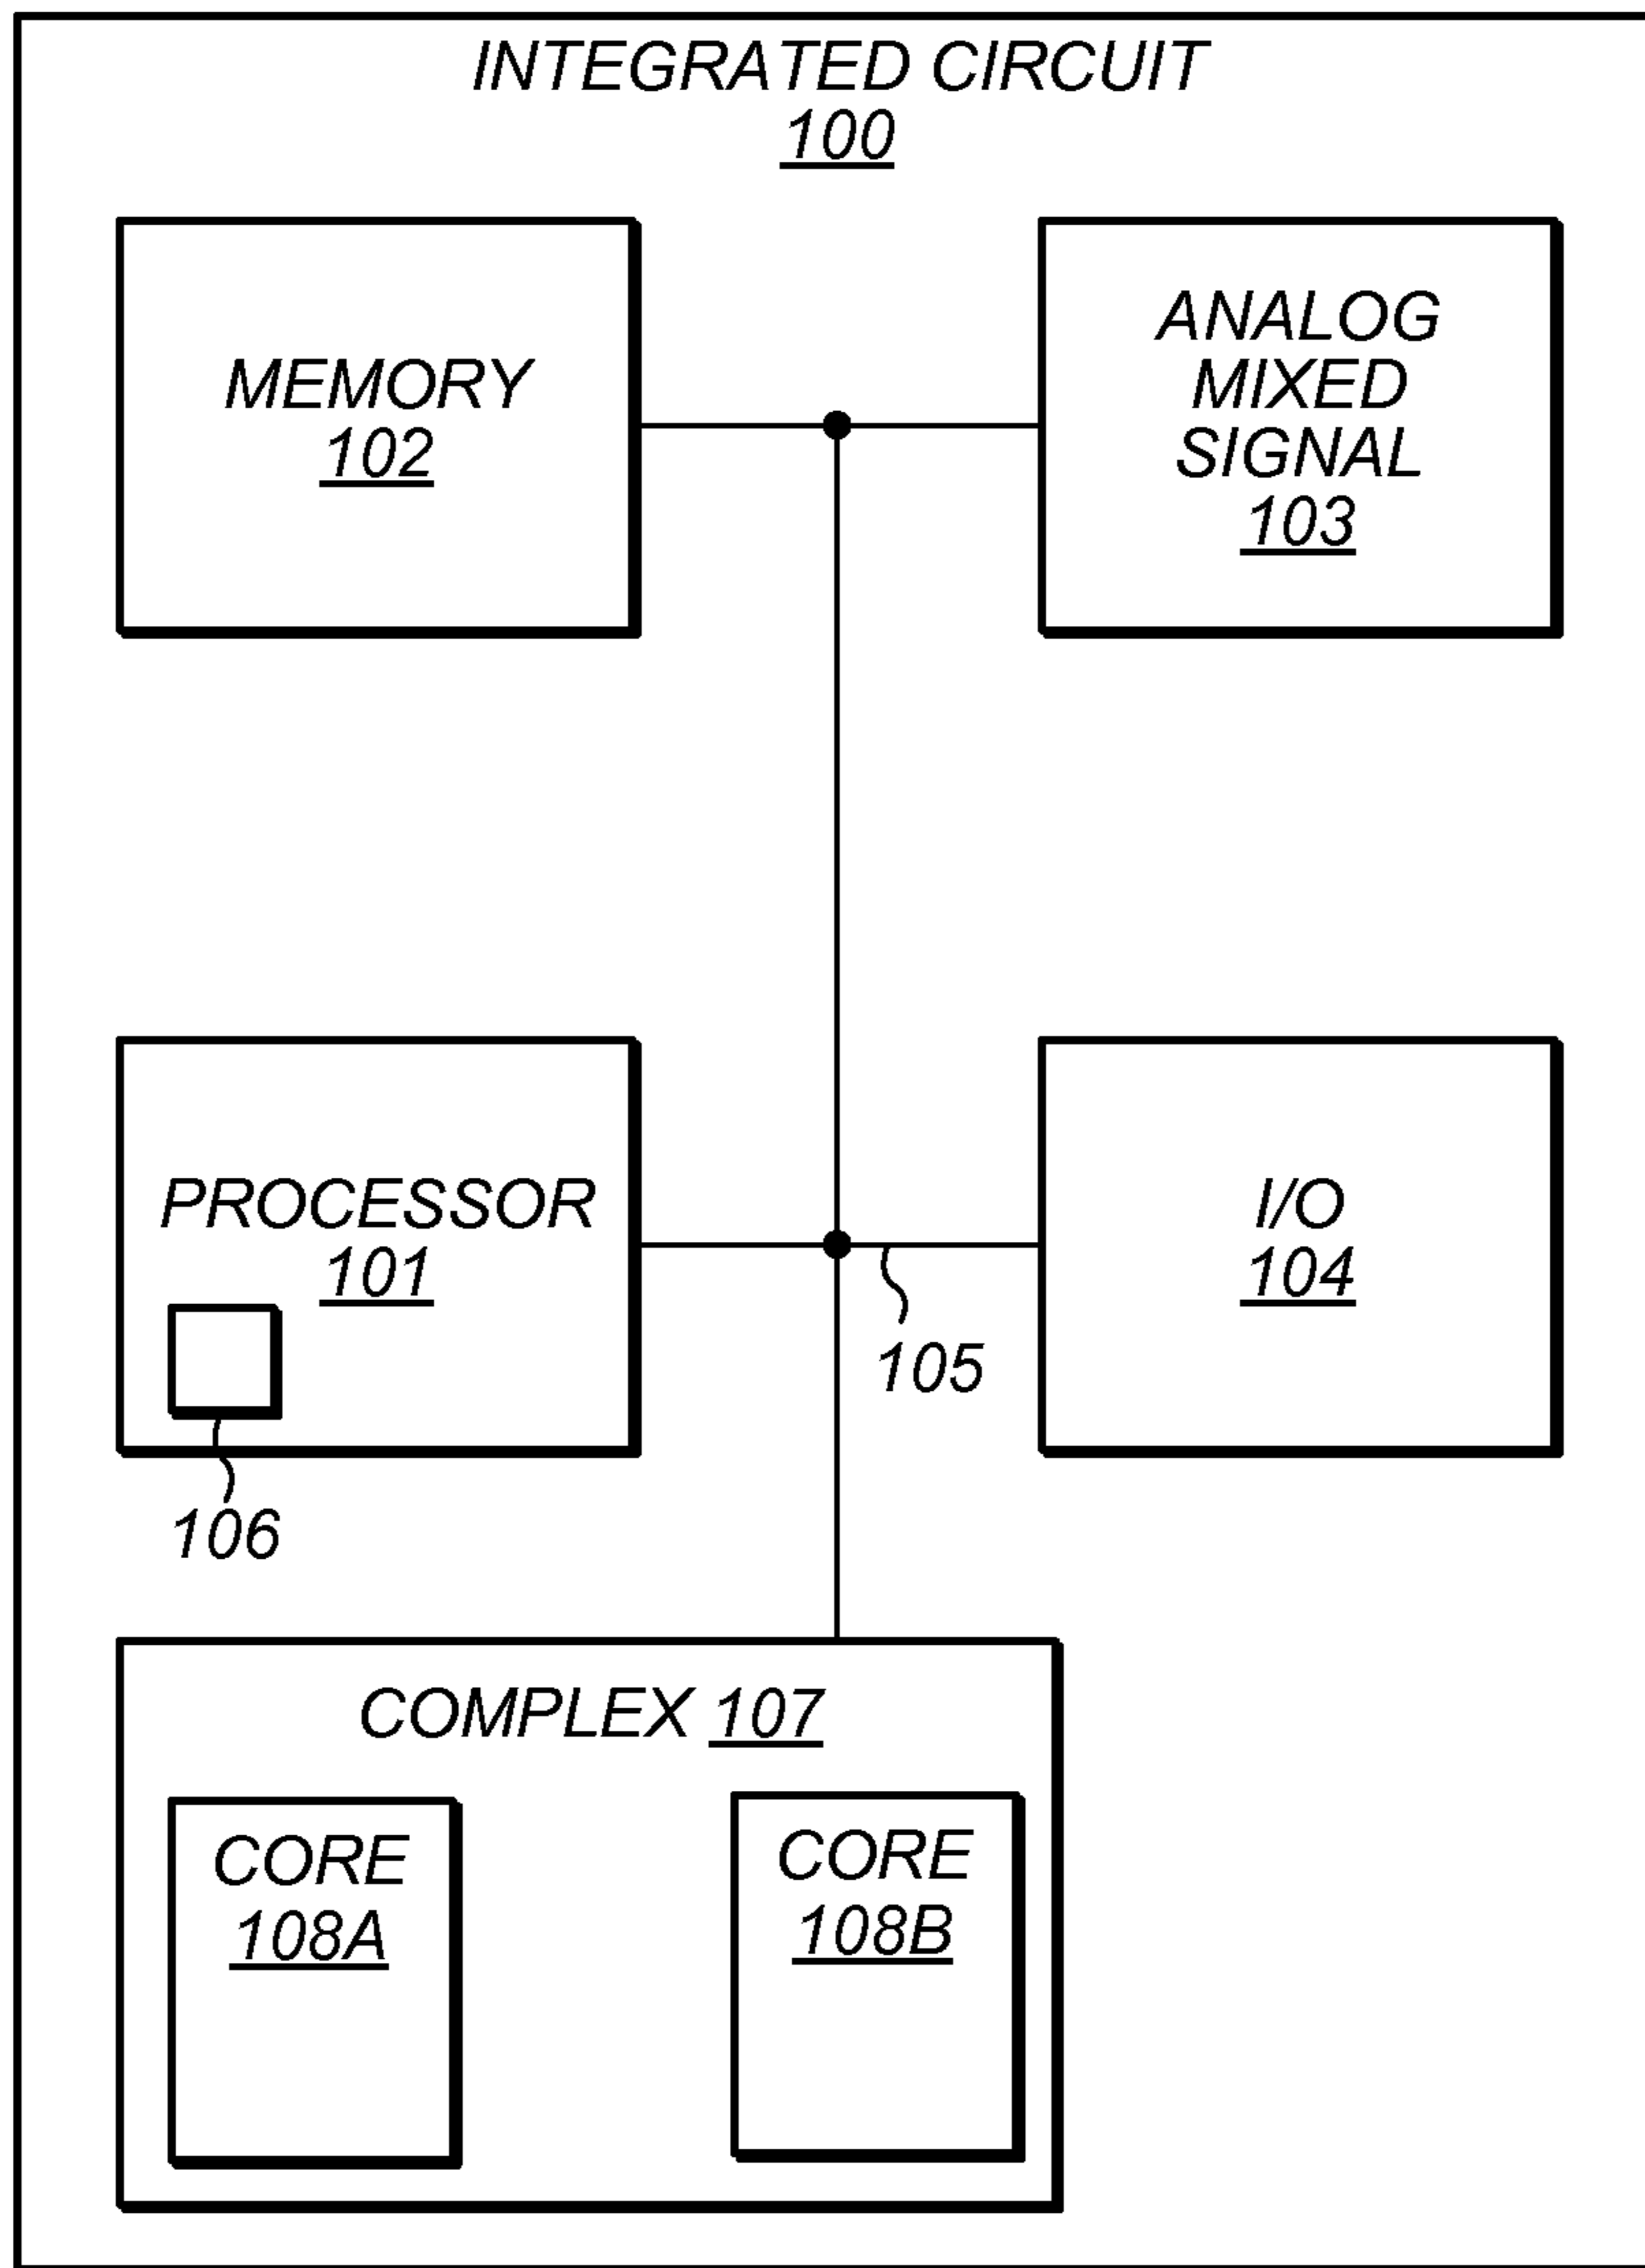 INTEGRATED CIRCUIT
100
MEMORY
102
ANALOG
MIXED
SIGNAL
103
PROCESSOR
101
106
I/O
104
105
COMPLEX 107
CORE
108A
CORE
108B